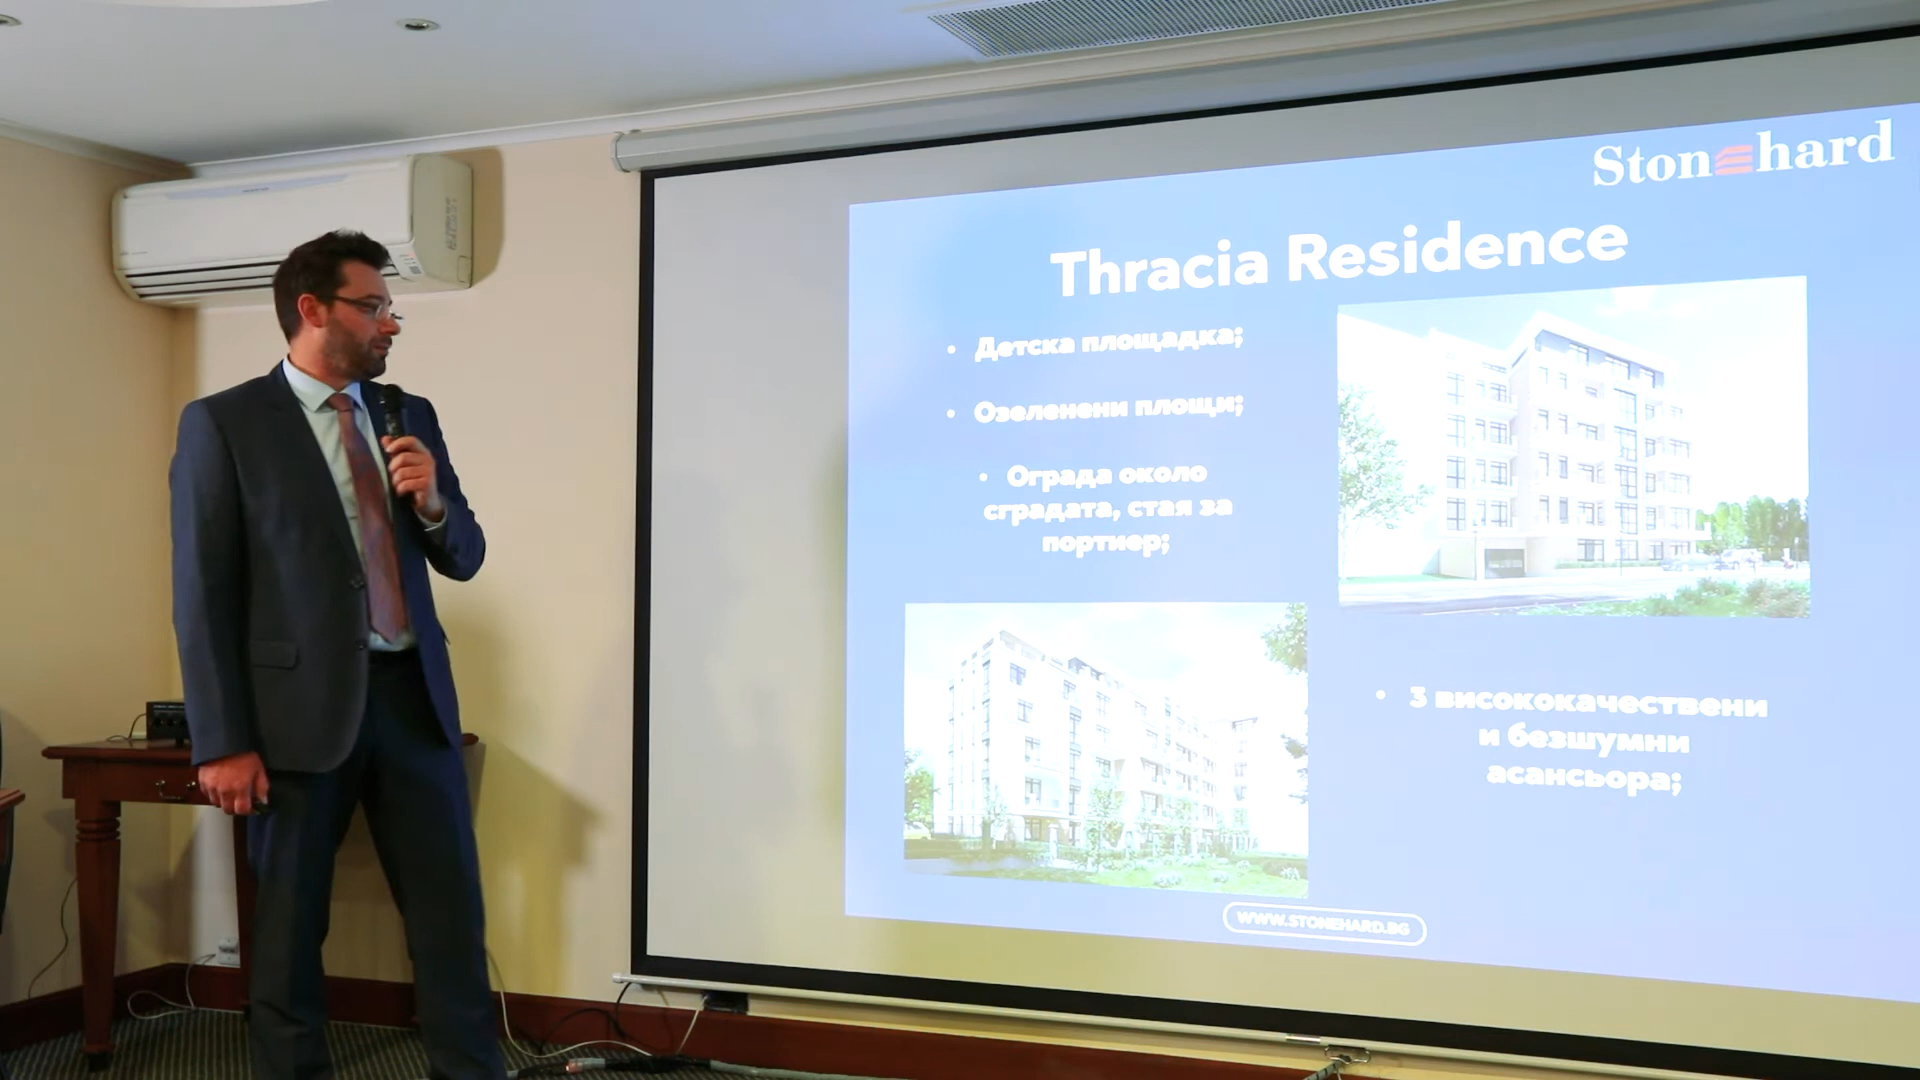 Stonehard
Thracia Residence
• Детска площадка;
• Озеленени площи;
• Ограда около
сградата, стая за
портиер;
• 3 висококачествени
и безшумни
асансьора;
WWW.STONEHARD.BG